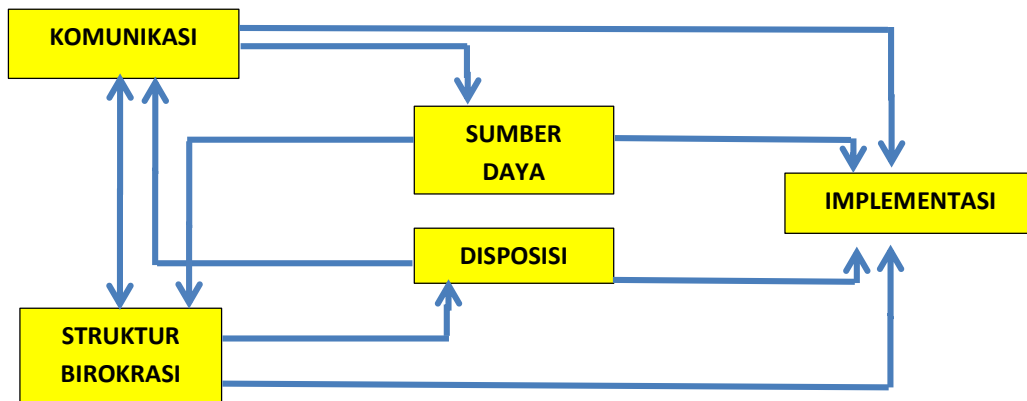 KOMUNIKASI
SUMBER
DAYA
IMPLEMENTASI
DISPOSISI
STRUKTUR
BIROKRASI